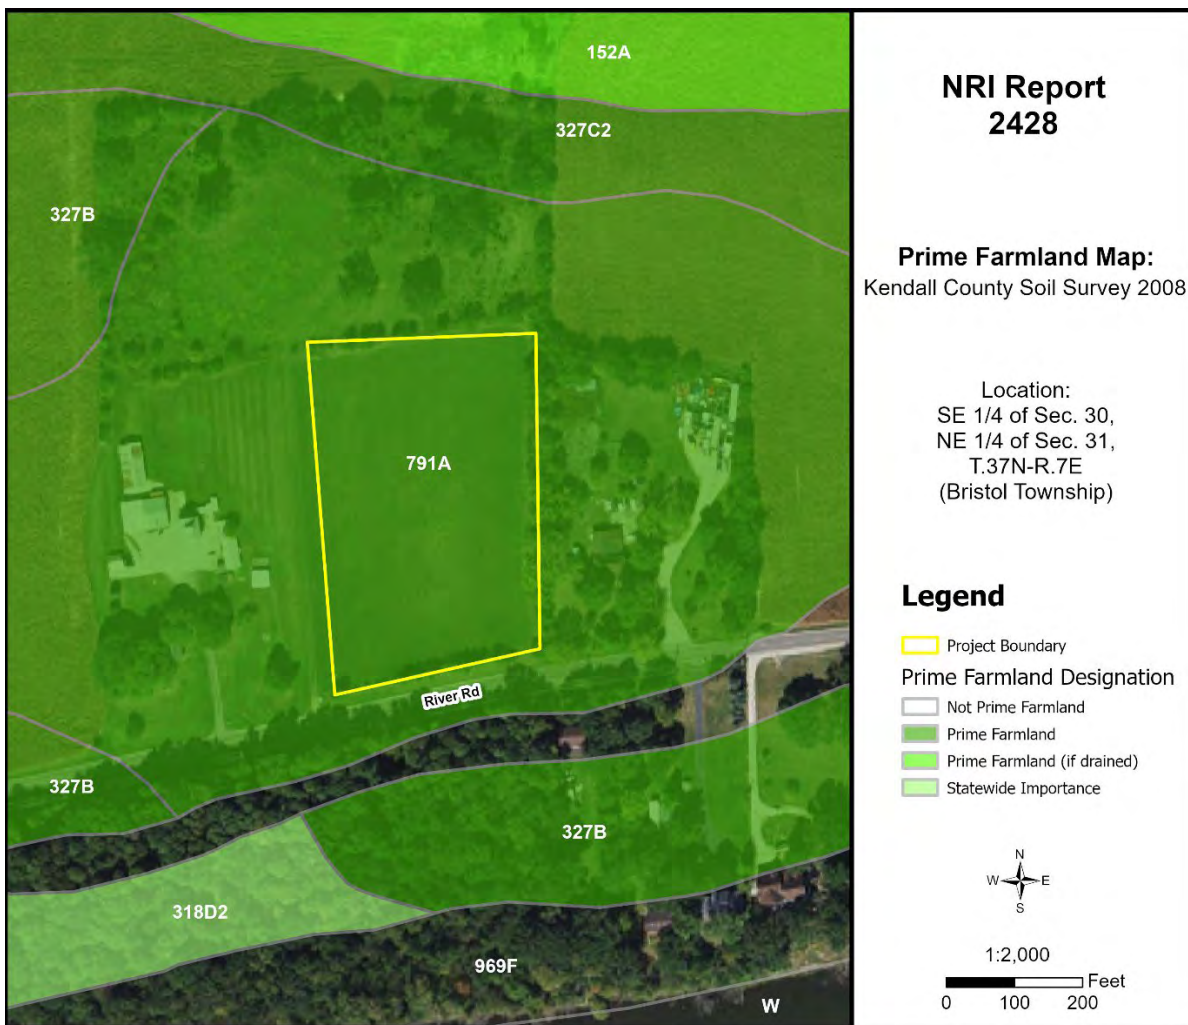 152A
327C2
327B
791A
River Rd
327B
327B
318D2
969F
W
NRI Report
2428
Prime Farmland Map:
Kendall County Soil Survey 2008
Location:
SE 1/4 of Sec. 30,
NE 1/4 of Sec. 31,
T.37N-R.7E
(Bristol Township)
Legend
Project Boundary
Prime Farmland Designation
Not Prime Farmland
Prime Farmland
Prime Farmland (if drained)
Statewide Importance
N
W E
S
1:2,000
Feet
0 100 200